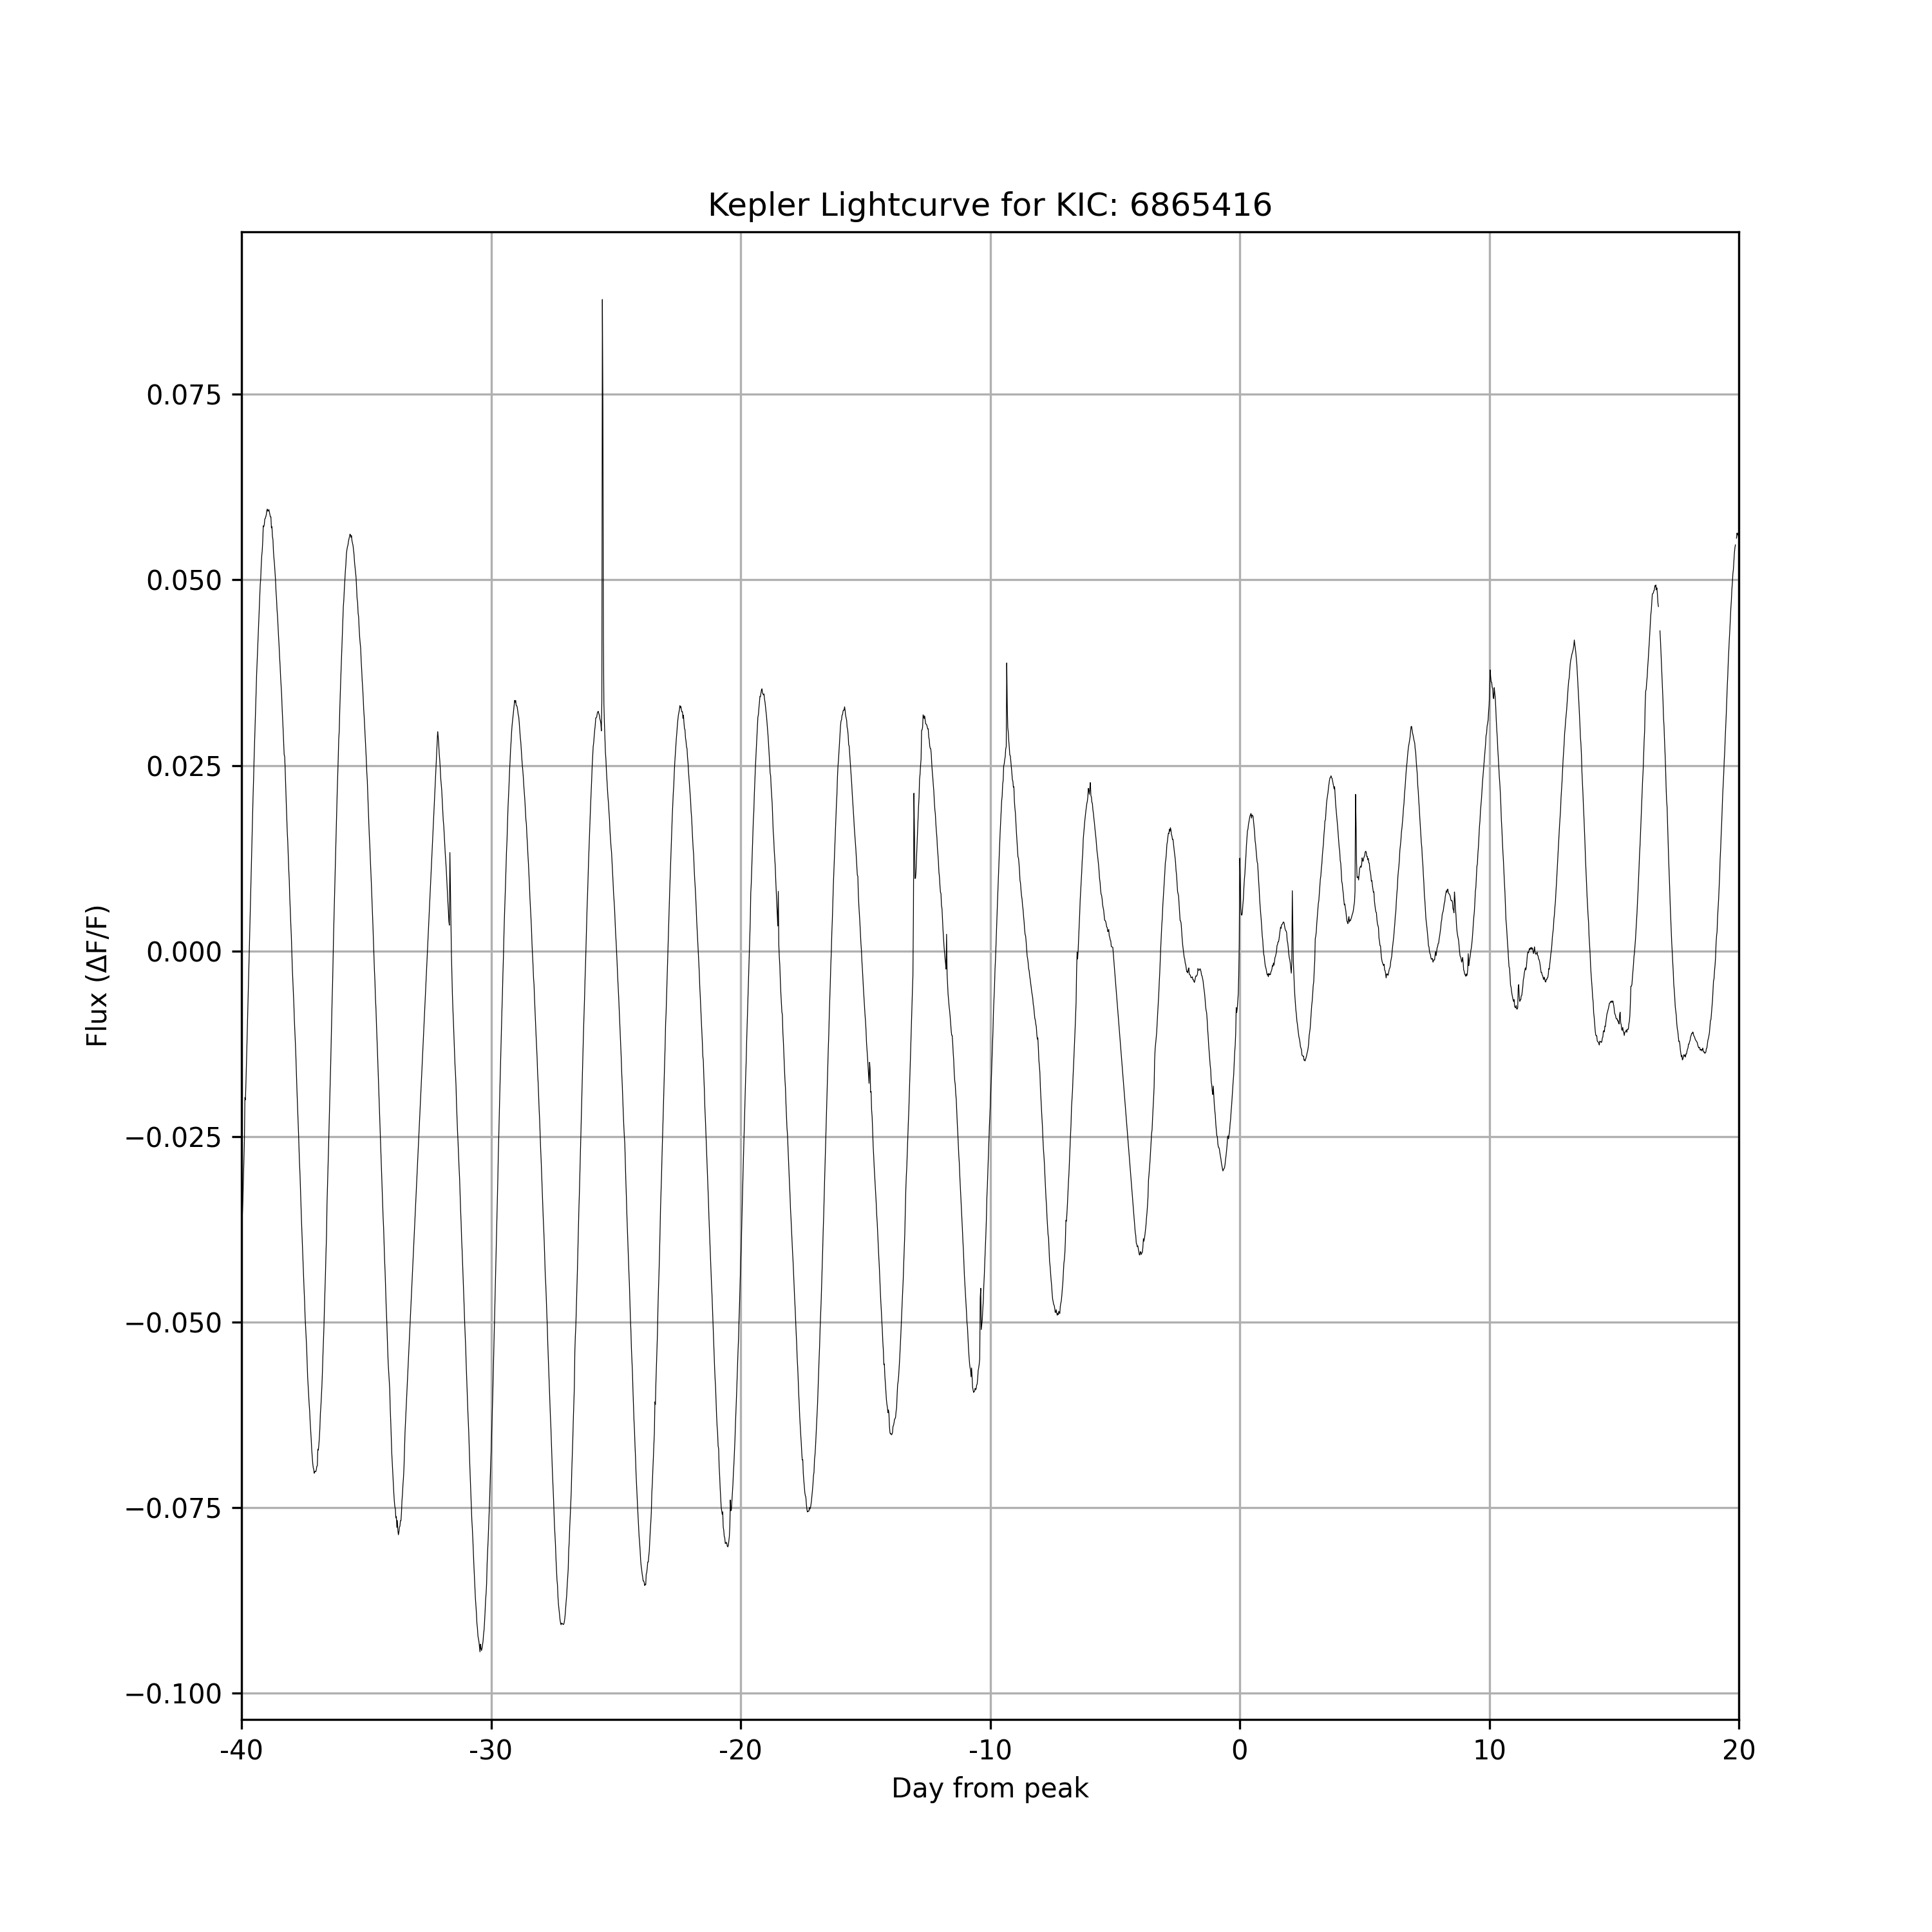 Kepler Lightcurve for KIC: 6865416
Flux (ΔF/F)
0.075
0.050
0.025
0.000
−0.025
−0.050
−0.075
−0.100
-40 -30 -20 -10 0 10 20
Day from peak